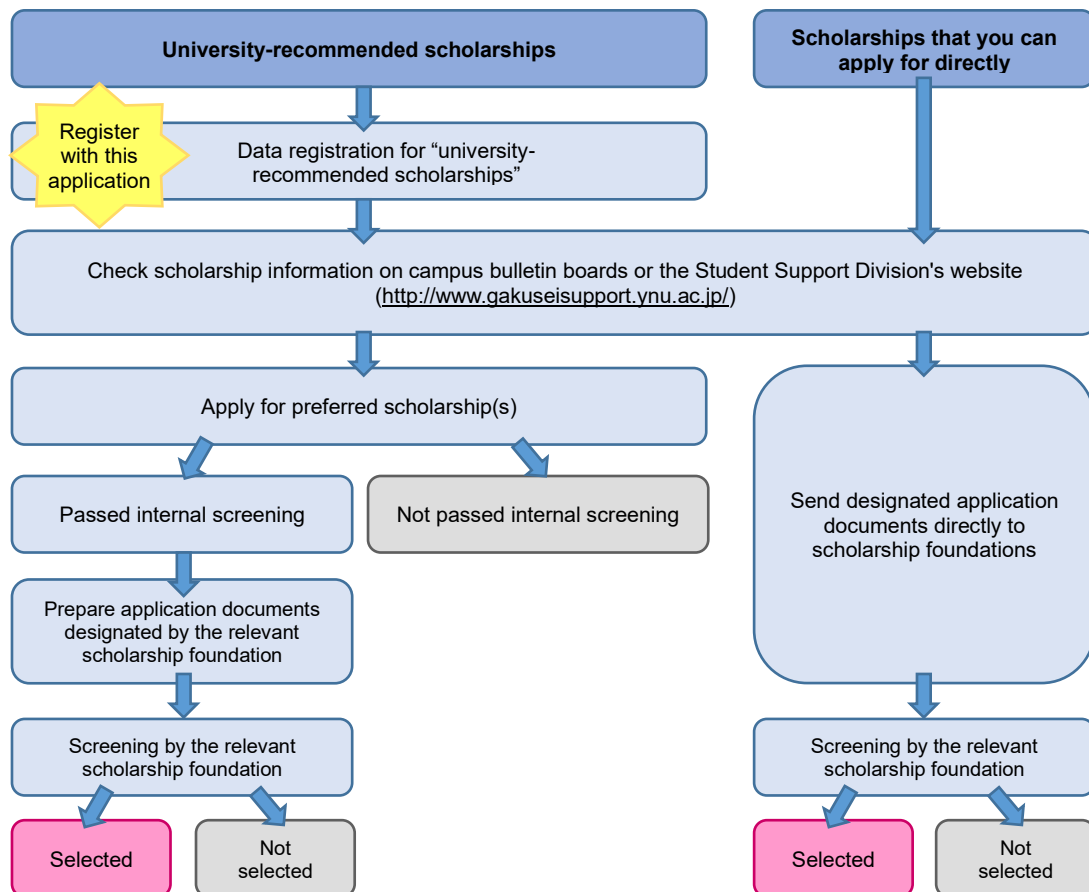 University-recommended scholarships
Scholarships that you can
apply for directly
Register
with this
application
Data registration for “university-
recommended scholarships”
Check scholarship information on campus bulletin boards or the Student Support Division's website
(http://www.gakuseisupport.ynu.ac.jp/)
Apply for preferred scholarship(s)
Passed internal screening
Not passed internal screening
Send designated application
documents directly to
scholarship foundations
Prepare application documents
designated by the relevant
scholarship foundation
Screening by the relevant
scholarship foundation
Screening by the relevant
scholarship foundation
Selected
Not
selected
Selected
Not
selected